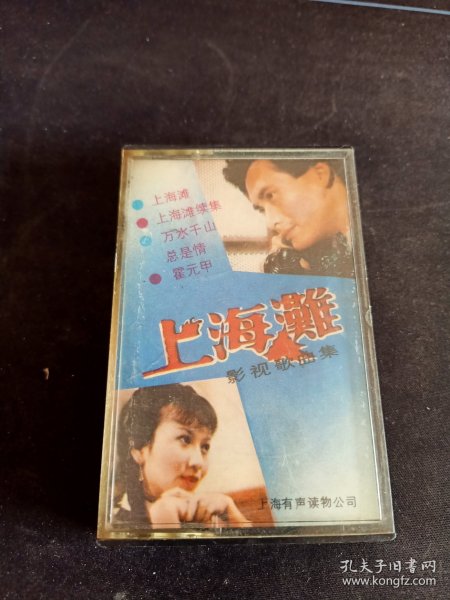 上海滩
上海滩续集
万水千山
总是情
霍元甲
上海灘
影视歌曲集
上海有声读物公司
孔夫子旧书网
www.kongfz.com